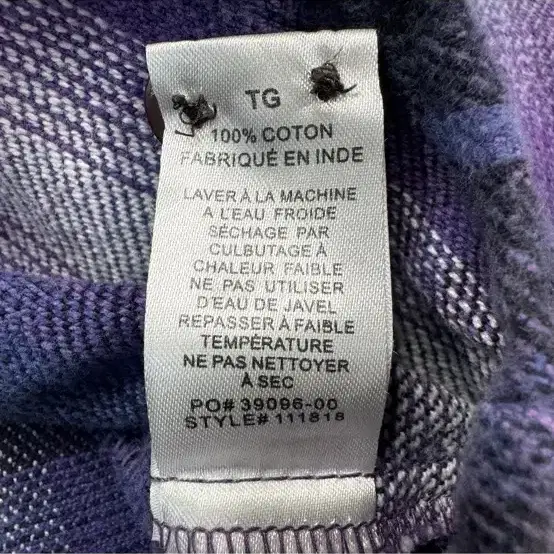 TG
100% COTON
FABRIQUÉ EN INDE
LAVER À LA MACHINE
A L'EAU FROIDE
SÉCHAGE PAR
CULBUTAGE À
CHALEUR FAIBLE
NE PAS UTILISER
D'EAU DE JAVEL
REPASSER À FAIBLE
TEMPÉRATURE
NE PAS NETTOYER
À SEC
PO# 39096-00
STYLE# 111818